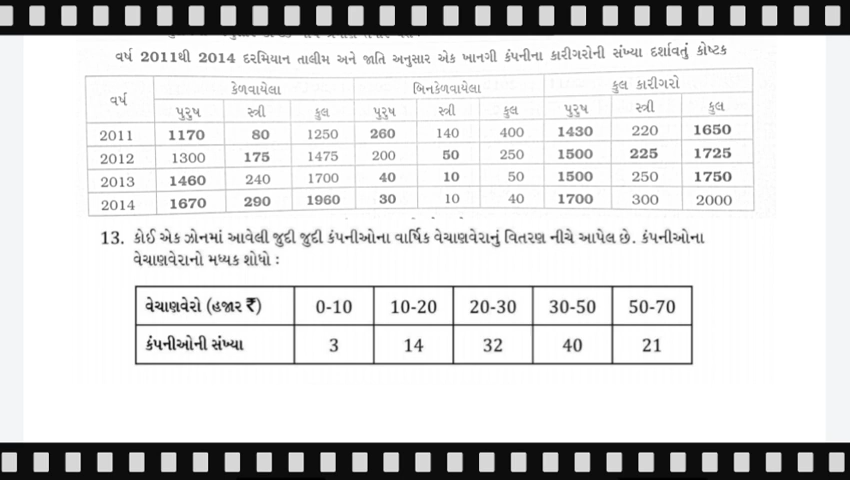 વર્ષ 2011થી 2014 દરમિયાન તાલીમ અને જાતિ અનુસાર એક ખાનગી કંપનીના કારીગરોની સંખ્યા દર્શાવતું કોષ્ટક
વર્ષ કેળવાયેલા બિનકેળવાયેલા કુલ કારીગરો
પુરુષ સ્ત્રી કુલ પુરુષ સ્ત્રી કુલ પુરુષ સ્ત્રી કુલ
2011 1170 80 1250 260 140 400 1430 220 1650
2012 1300 175 1475 200 50 250 1500 225 1725
2013 1460 240 1700 40 10 50 1500 250 1750
2014 1670 290 1960 30 10 40 1700 300 2000
13. કોઈ એક ઝોનમાં આવેલી જુદી જુદી કંપનીઓના વાર્ષિક વેચાણવેરાનું વિતરણ નીચે આપેલ છે. કંપનીઓના
વેચાણવેરાનો મધ્યક શોધો :
વેચાણવેરો (હજાર ₹) 0-10 10-20 20-30 30-50 50-70
કંપનીઓની સંખ્યા 3 14 32 40 21